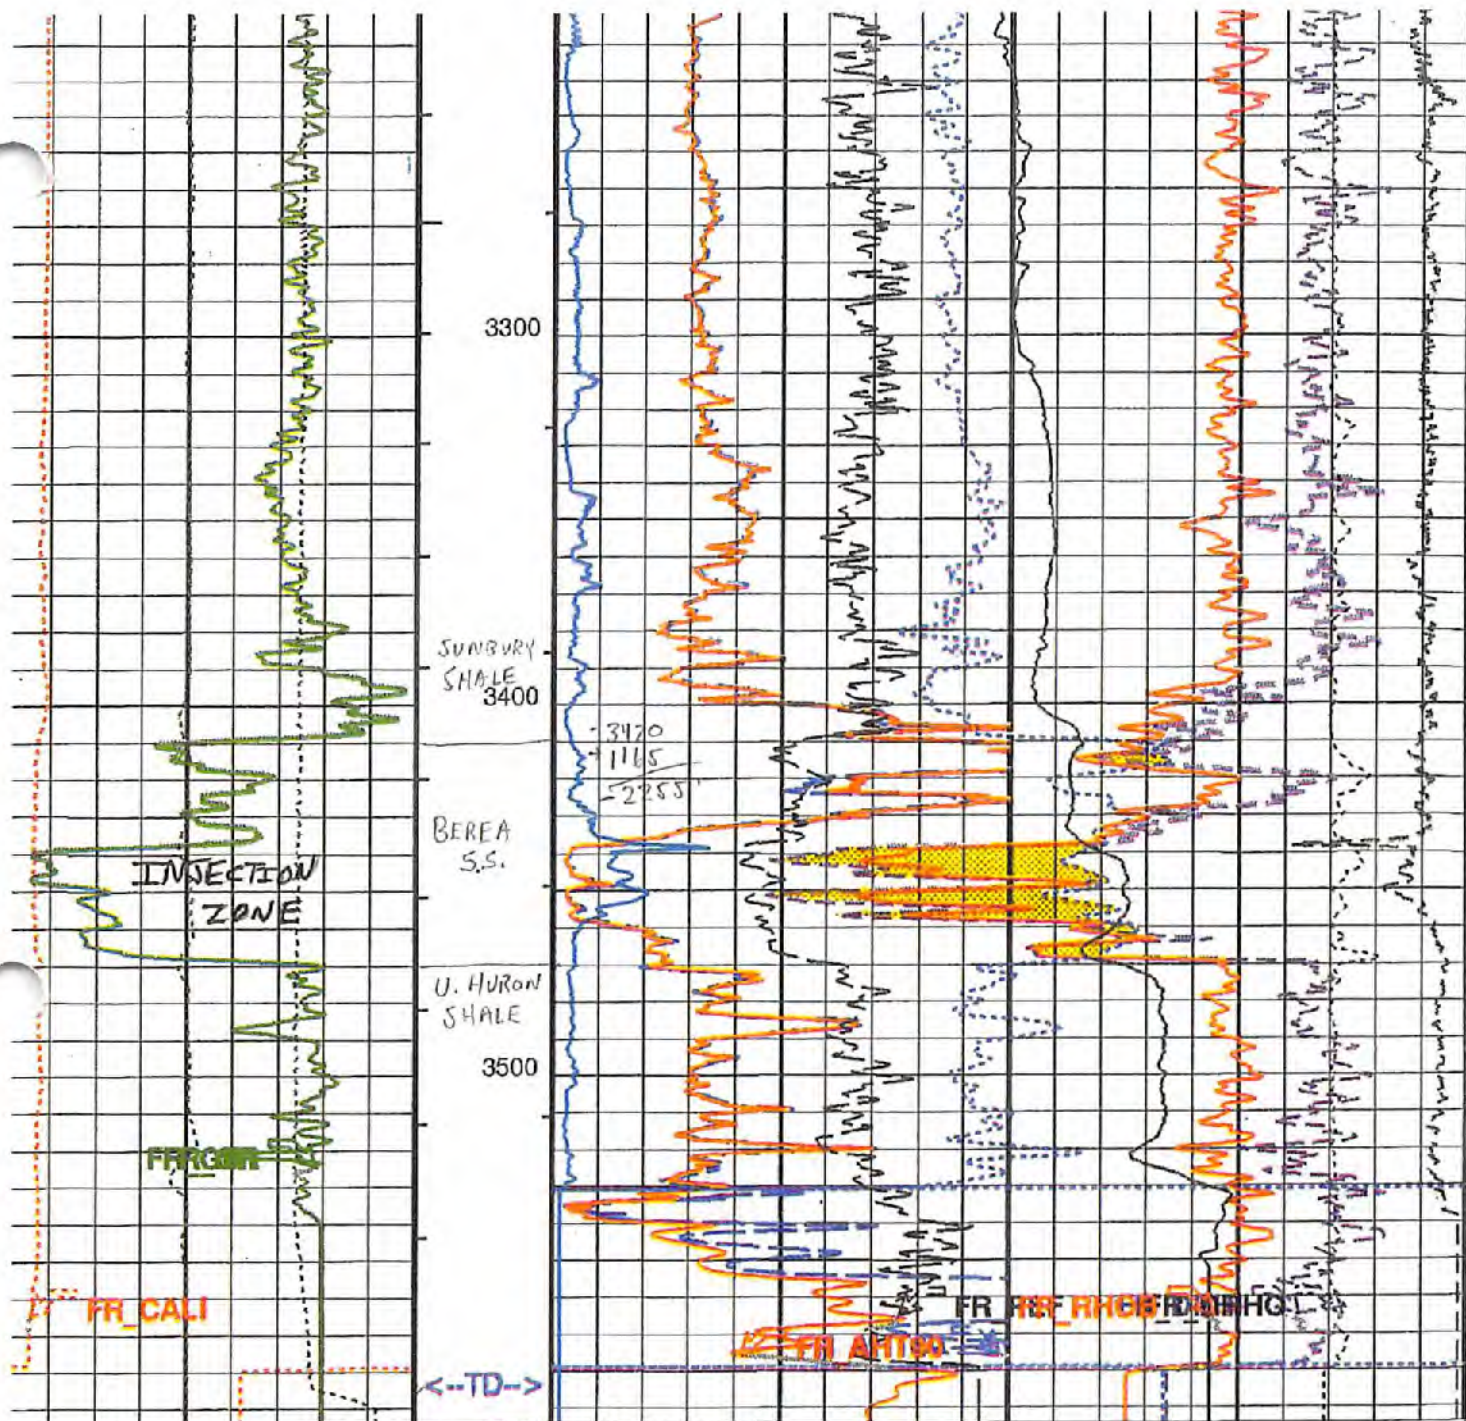 3300
SUNBURY
SHALE
3400
-3420
+1165
-2255'
BEREA
S.S.
INJECTION
ZONE
U. HURON
SHALE
3500
FR_CALI
FR_AHT90
<--TD-->